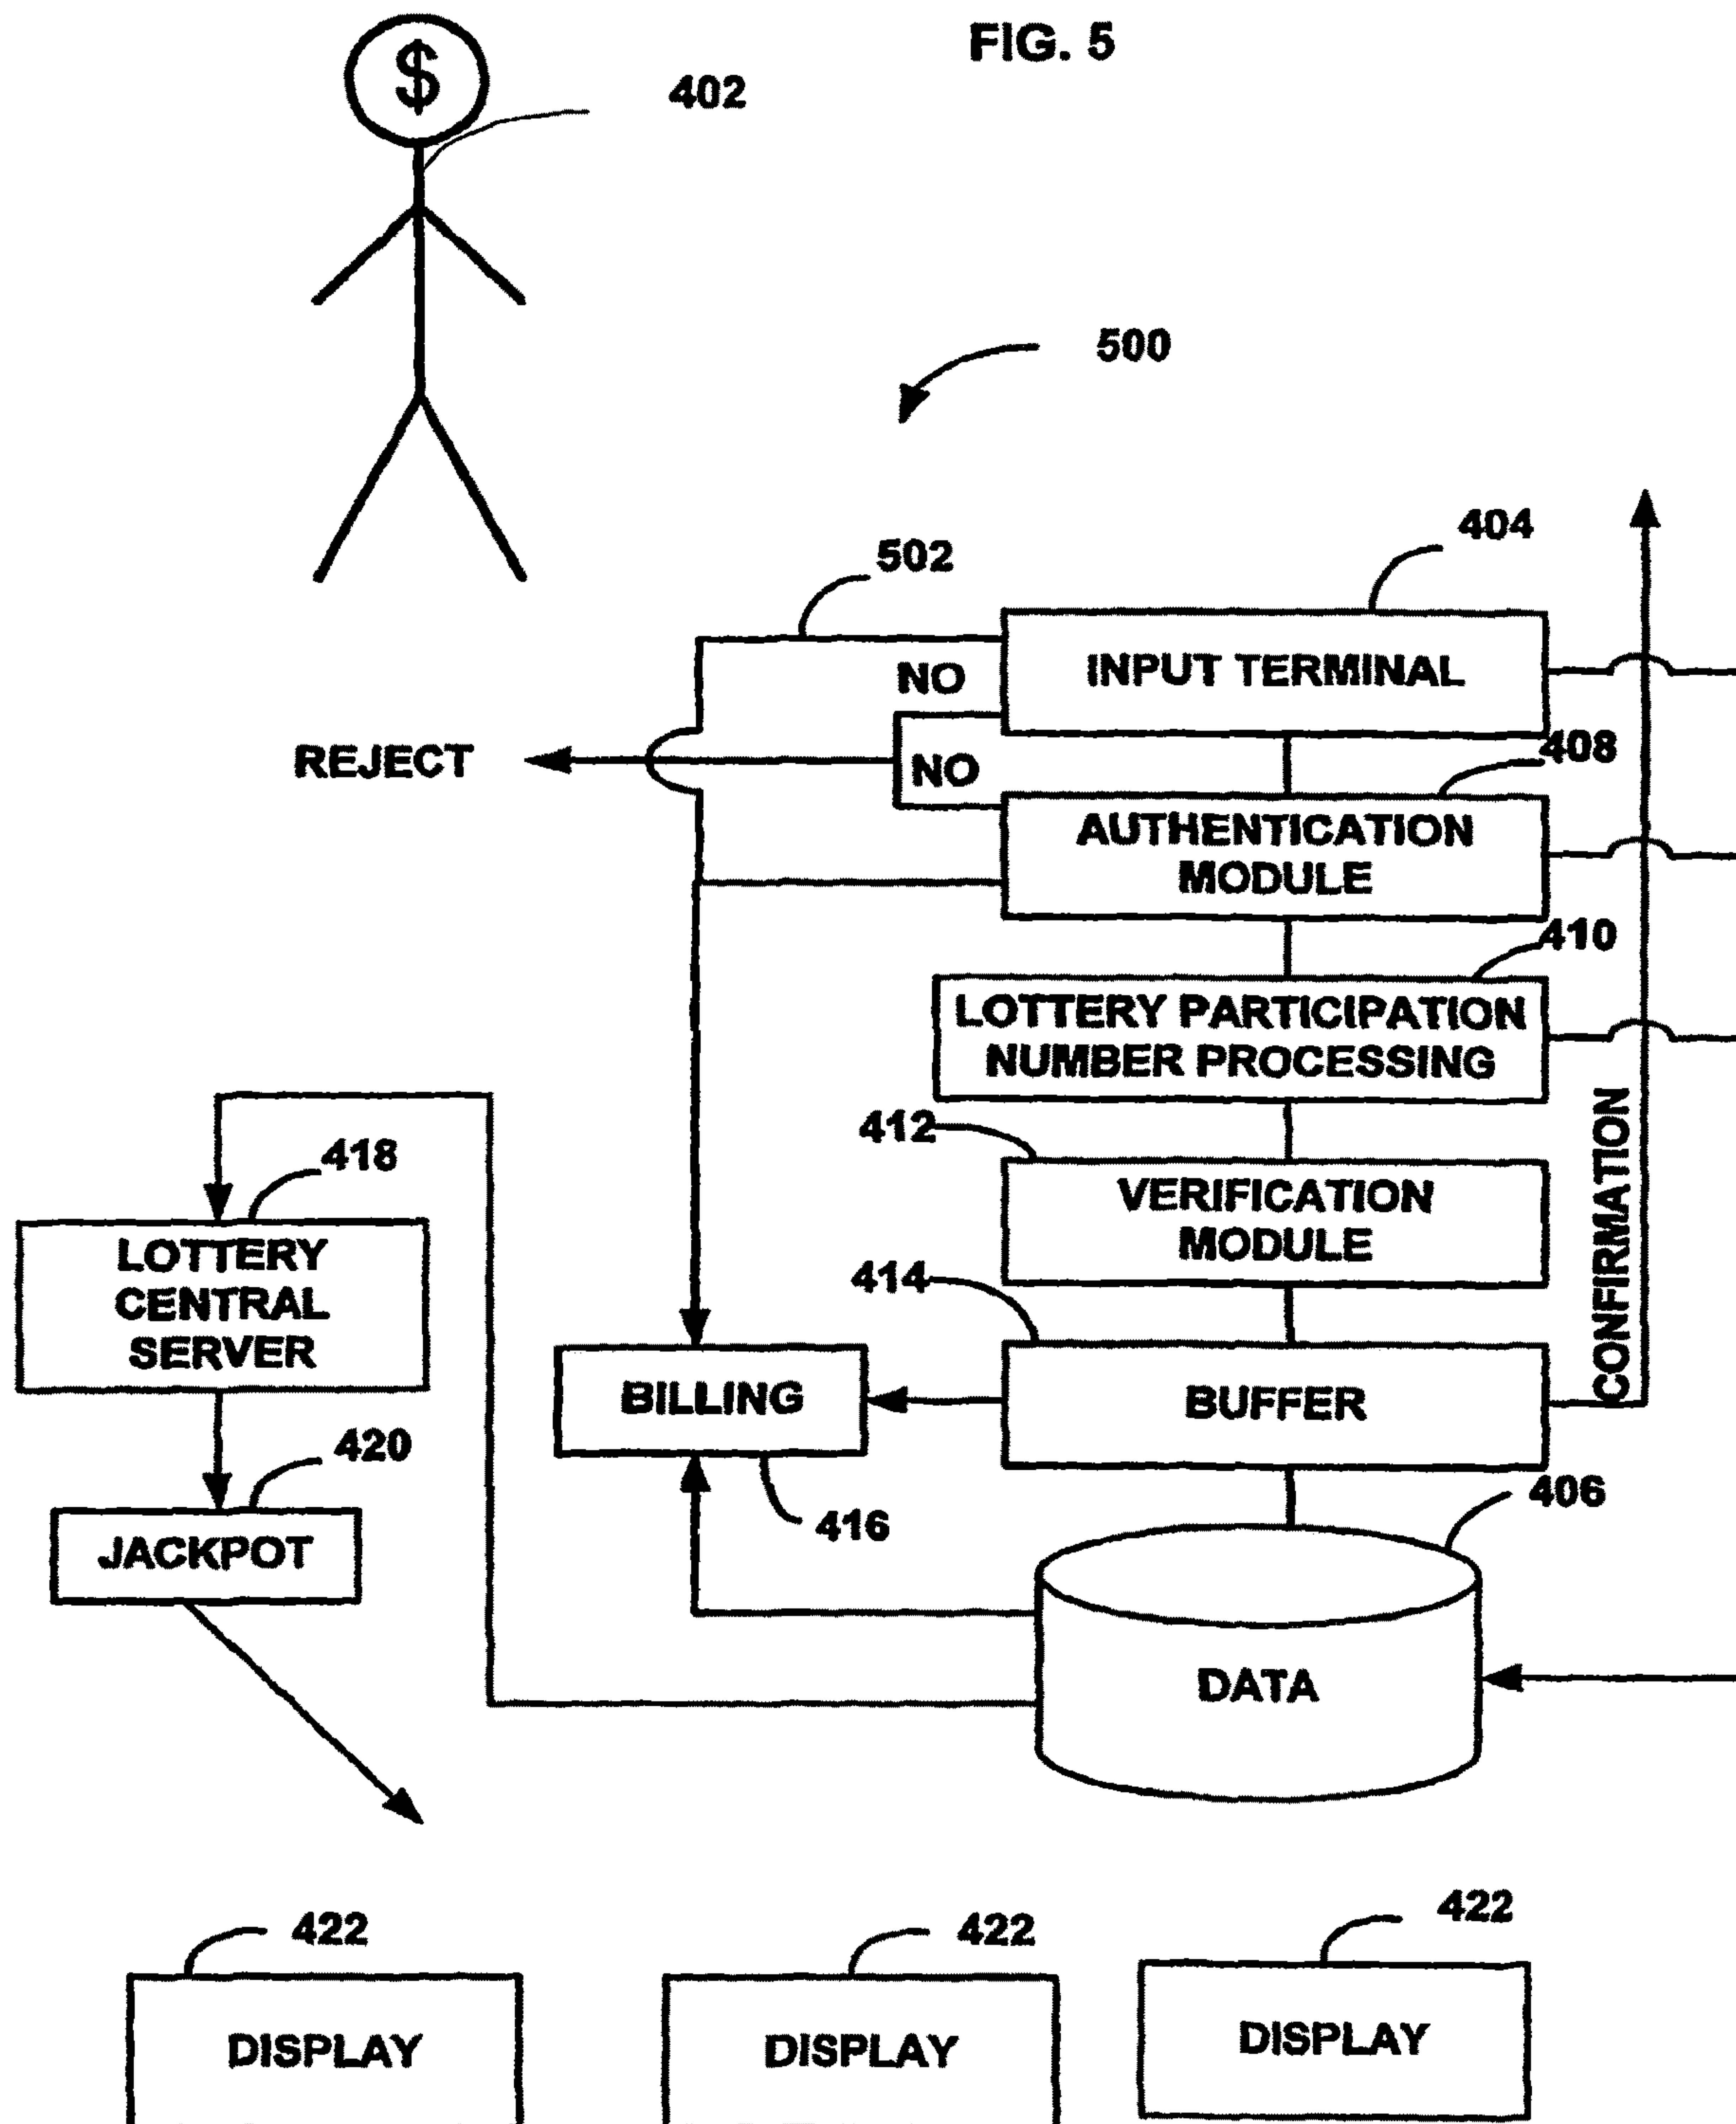 FIG. 5
$
402
500
404
502
INPUT TERMINAL
NO
REJECT
NO
408
AUTHENTICATION
MODULE
410
LOTTERY PARTICIPATION
NUMBER PROCESSING
412
VERIFICATION
MODULE
CONFIRMATION
418
LOTTERY
CENTRAL
SERVER
414
BILLING
BUFFER
420
416
406
JACKPOT
DATA
422
422
422
DISPLAY
DISPLAY
DISPLAY